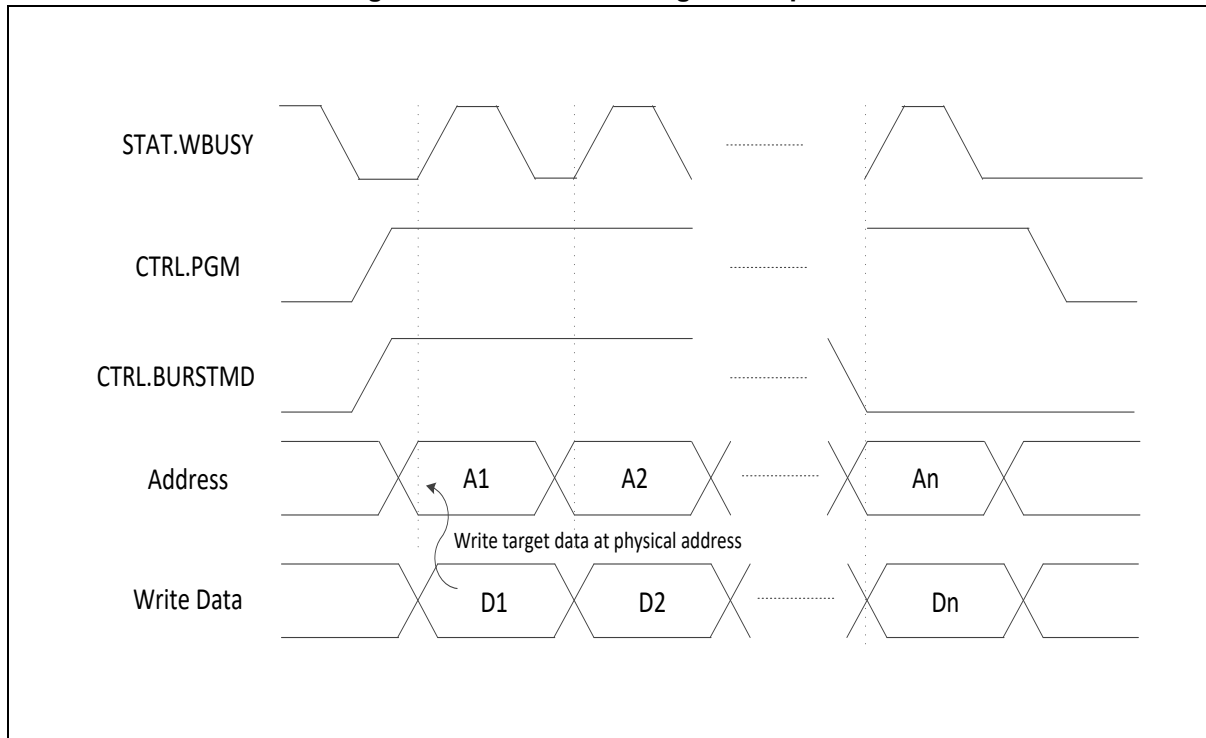 STAT.WBUSY
CTRL.PGM
CTRL.BURSTMD
Address
A1
A2
An
Write target data at physical address
Write Data
D1
D2
Dn